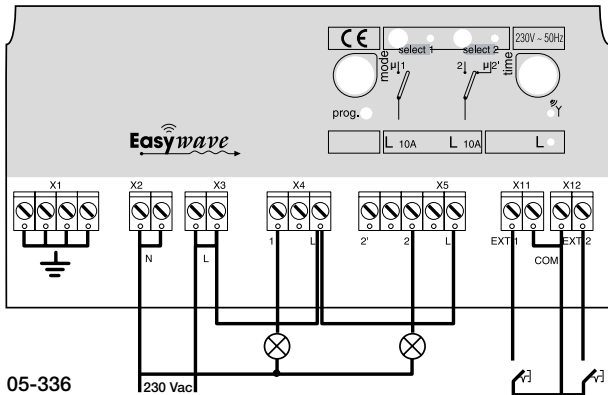 CE
select 1 select 2
230V ~ 50Hz
mode
time
µ 1
2 µ 2'
prog.
Y
Easywave
L 10A L 10A
L
X1 X2 X3 X4 X5 X11 X12
N
L
1 L
2' 2 L
EXT 1 EXT 2
COM
05-336
230 Vac